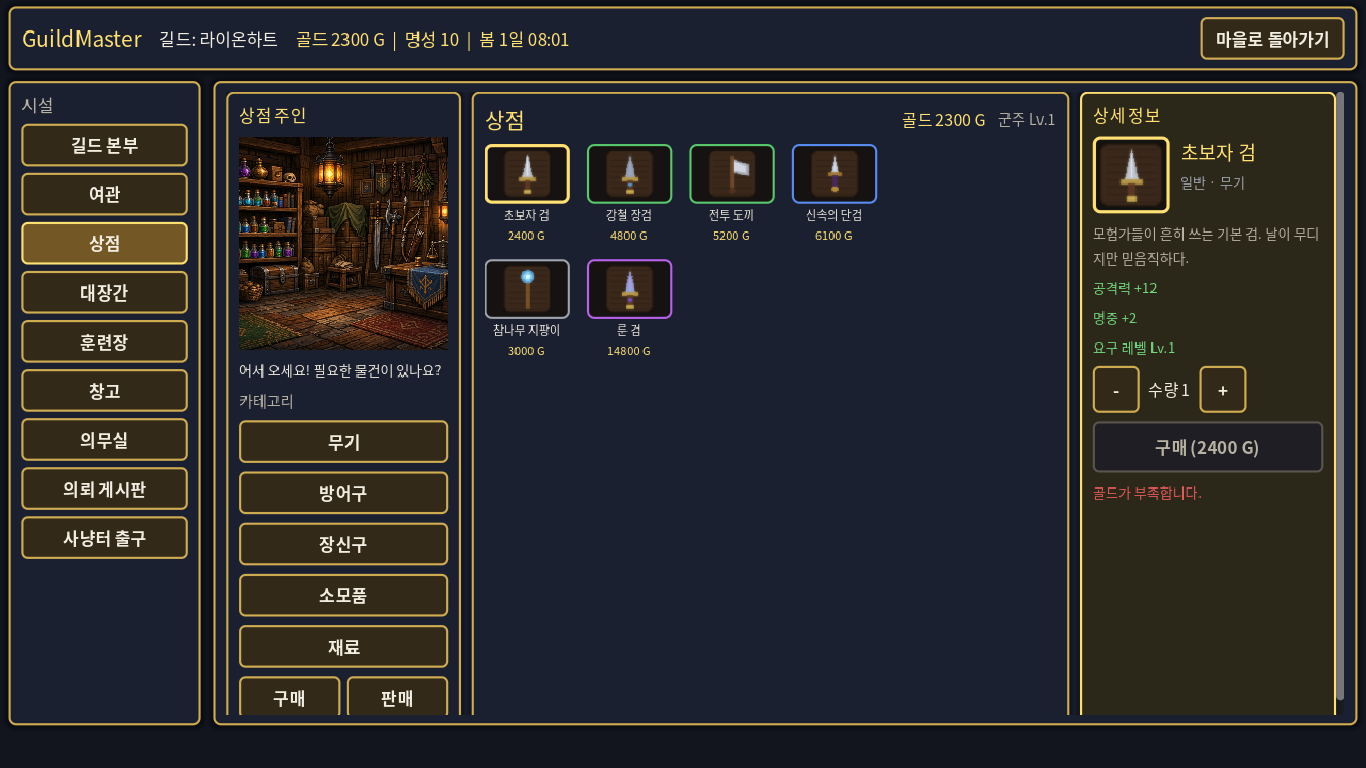 GuildMaster 길드: 라이온하트 골드 2300 G | 명성 10 | 봄 1일 08:01
마을로 돌아가기
시설
길드 본부
여관
상점
대장간
훈련장
창고
의무실
의뢰 게시판
사냥터 출구
상점 주인
어서 오세요! 필요한 물건이 있나요?
카테고리
무기
방어구
장신구
소모품
재료
구매 판매
상점 골드 2300 G 군주 Lv.1
초보자 검 강철 장검 전투 도끼 신속의 단검
2400 G 4800 G 5200 G 6100 G
참나무 지팡이 룬 검
3000 G 14800 G
상세 정보
초보자 검
일반 · 무기
모험가들이 흔히 쓰는 기본 검. 날이 무디
지만 믿음직하다.
공격력 +12
명중 +2
요구 레벨 Lv.1
- 수량 1 +
구매 (2400 G)
골드가 부족합니다.